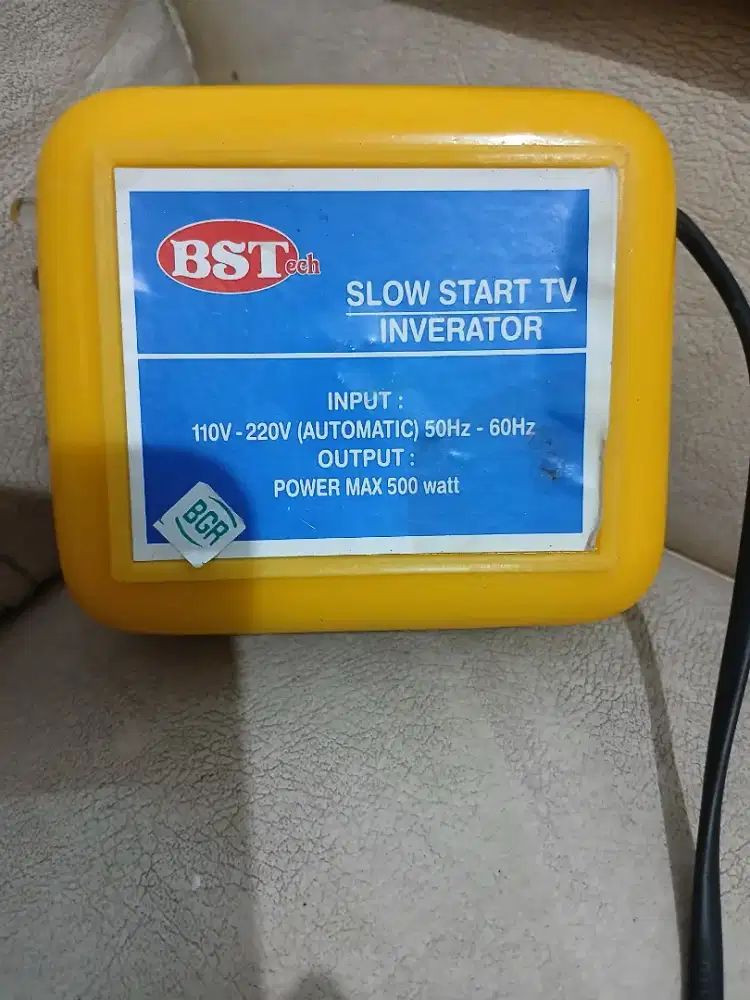 BSTech
SLOW START TV
INVERATOR
INPUT :
110V - 220V (AUTOMATIC) 50Hz - 60Hz
OUTPUT :
POWER MAX 500 watt
BGR